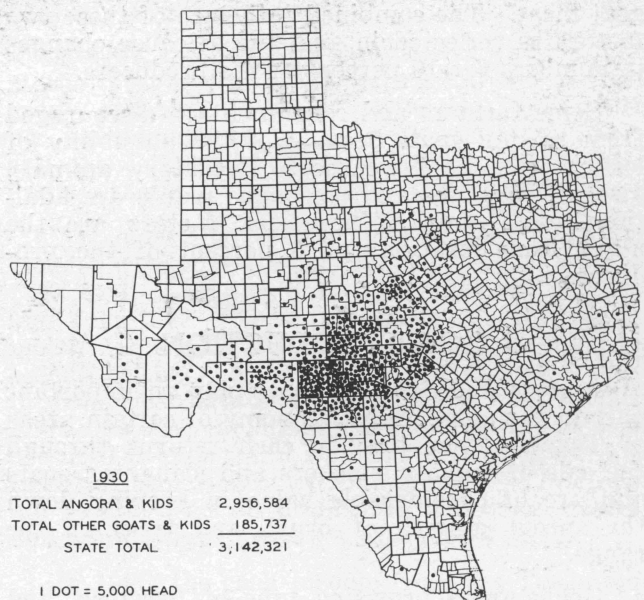 1930
TOTAL ANGORA & KIDS 2,956,584
TOTAL OTHER GOATS & KIDS 185,737
STATE TOTAL 3,142,321
1 DOT = 5,000 HEAD